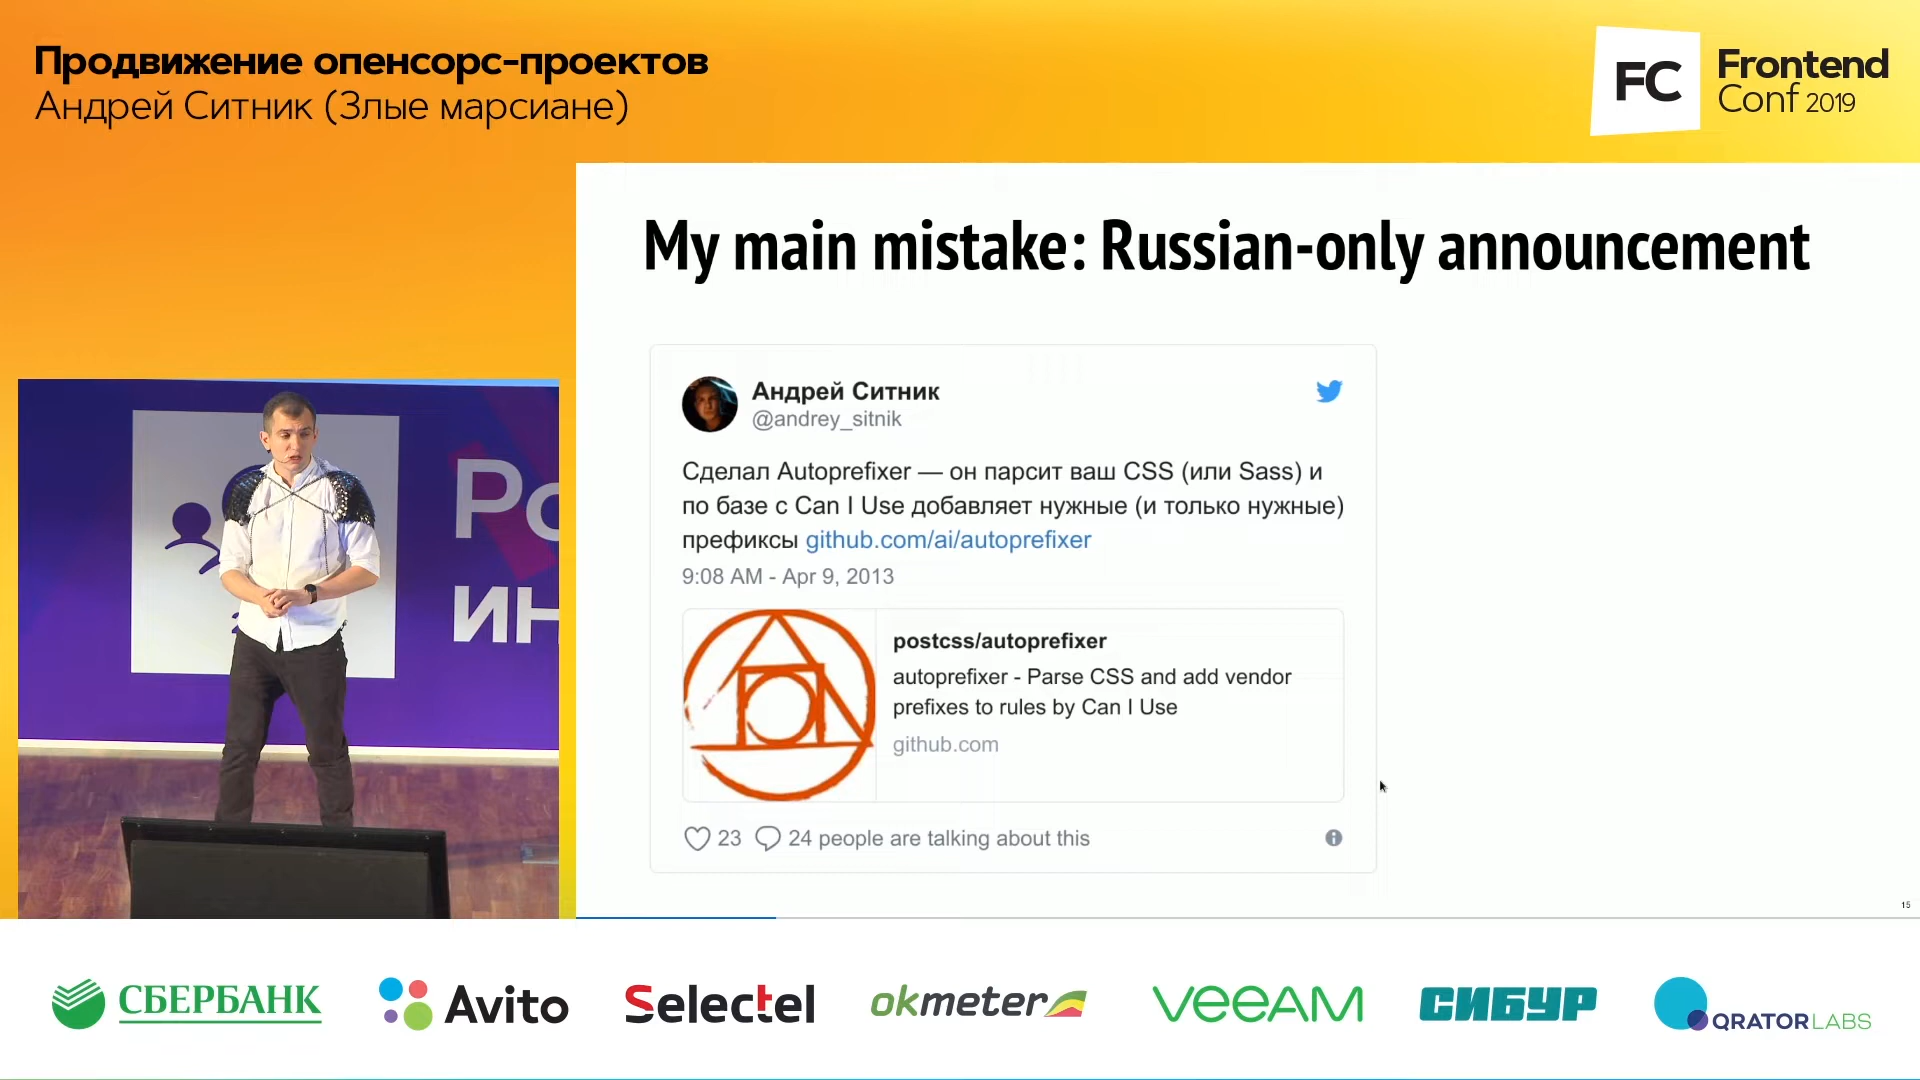 Продвижение опенсорс-проектов
Андрей Ситник (Злые марсиане)
FC
Frontend
Conf 2019
My main mistake: Russian-only announcement
Андрей Ситник
@andrey_sitnik
Сделал Autoprefixer — он парсит ваш CSS (или Sass) и
по базе с Can I Use добавляет нужные (и только нужные)
префиксы github.com/ai/autoprefixer
9:08 AM - Apr 9, 2013
postcss/autoprefixer
autoprefixer - Parse CSS and add vendor
prefixes to rules by Can I Use
github.com
23 24 people are talking about this
15
Ро
ин
СБЕРБАНК
Avito
Selectel
okmeter
veeAM
СИБУР
QRATORLABS